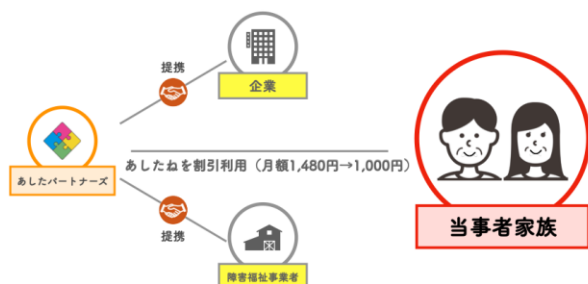 提携
企業
あしたパートナーズ
あしたねを割引利用（月額1,480円→1,000円）
当事者家族
提携
障害福祉事業者